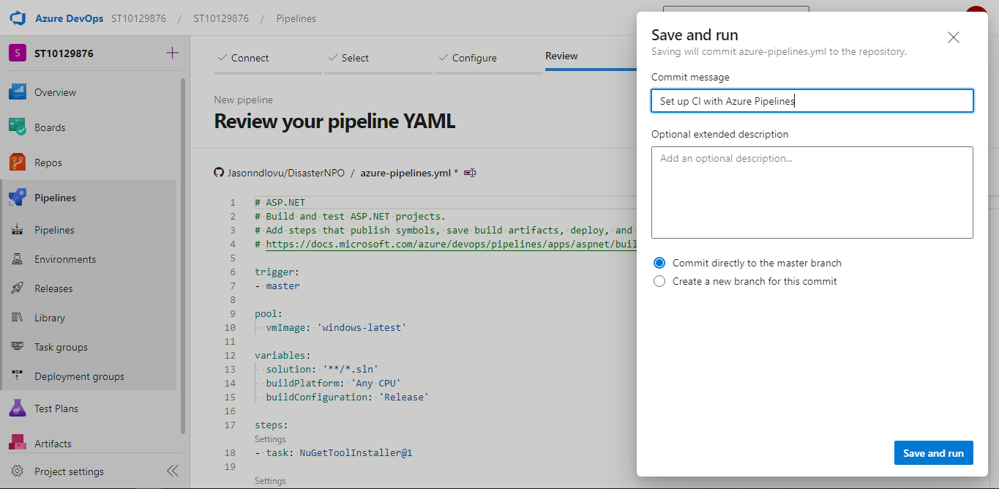 Azure DevOps ST10129876 / ST10129876 / Pipelines
S ST10129876
Overview
Boards
Repos
Pipelines
Pipelines
Environments
Releases
Library
Task groups
Deployment groups
Test Plans
Artifacts
Project settings
Connect
Select
Configure
Review
New pipeline
Review your pipeline YAML
Jasonndlovu/DisasterNPO / azure-pipelines.yml *
1 # ASP.NET
2 # Build and test ASP.NET projects.
3 # Add steps that publish symbols, save build artifacts, deploy, and
4 # https://docs.microsoft.com/azure/devops/pipelines/apps/aspnet/buil
5
6 trigger:
7 - master
8
9 pool:
10 vmImage: 'windows-latest'
11
12 variables:
13 solution: '**/*.sln'
14 buildPlatform: 'Any CPU'
15 buildConfiguration: 'Release'
16
17 steps:
Settings
18 - task: NuGetToolInstaller@1
19
Settings
Save and run
Saving will commit azure-pipelines.yml to the repository.
Commit message
Set up CI with Azure Pipelines
Optional extended description
Add an optional description...
Commit directly to the master branch
Create a new branch for this commit
Save and run